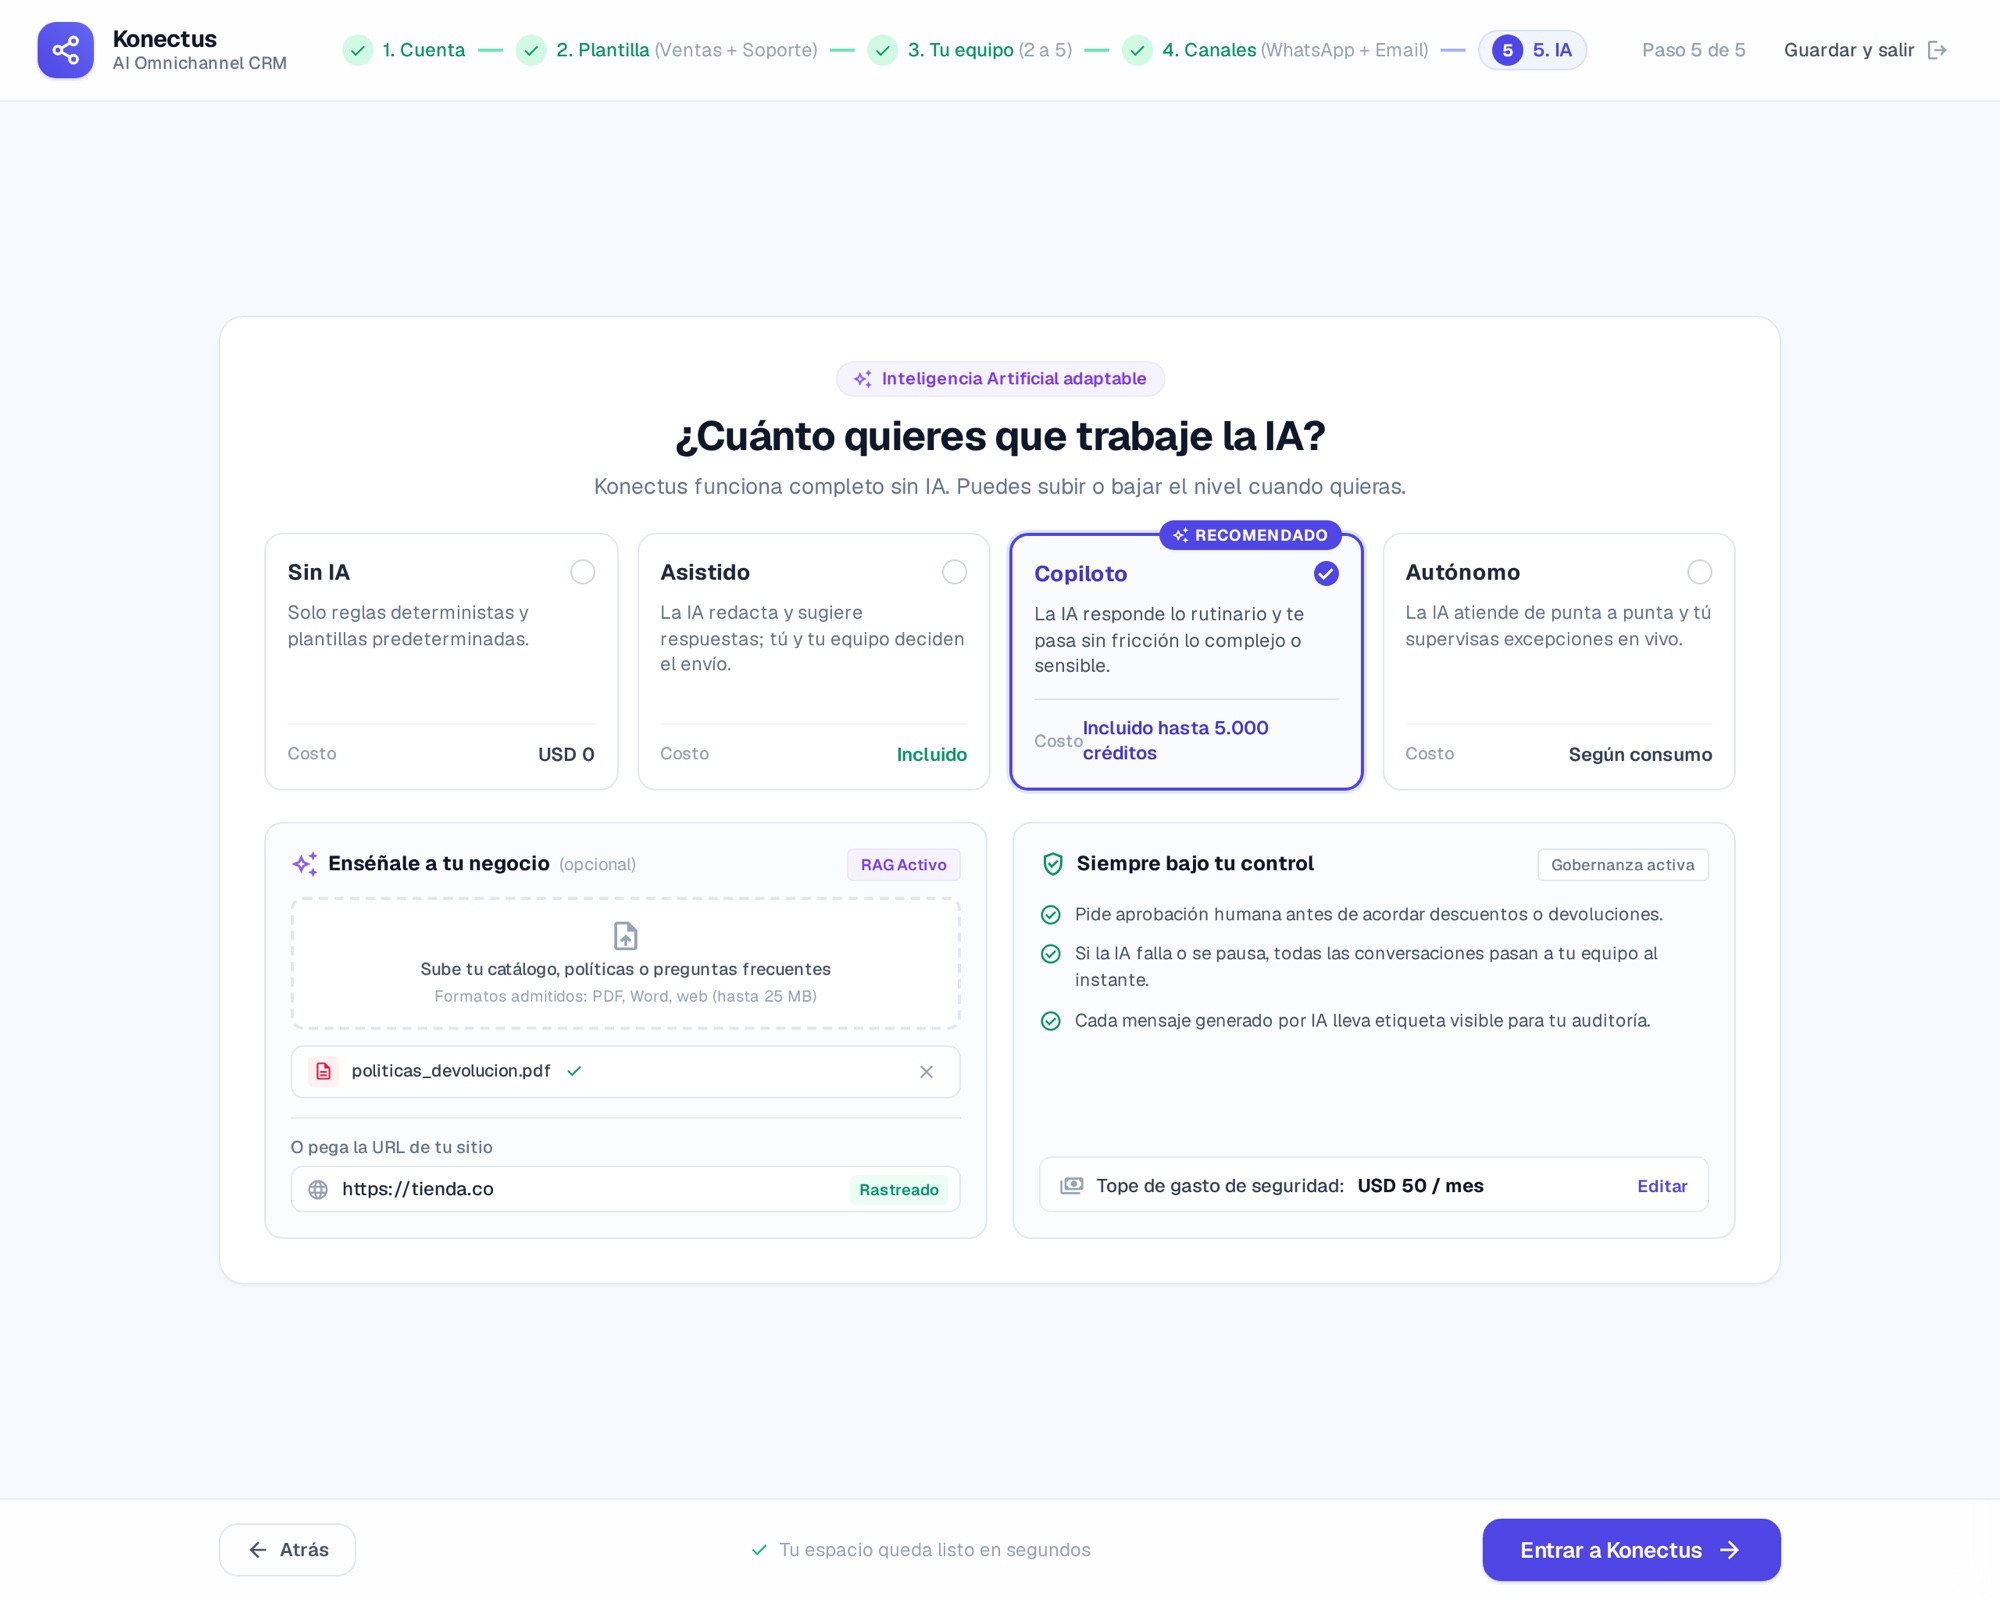 Konectus
AI Omnichannel CRM
1. Cuenta
2. Plantilla (Ventas + Soporte)
3. Tu equipo (2 a 5)
4. Canales (WhatsApp + Email)
5 5. IA
Paso 5 de 5
Guardar y salir
Inteligencia Artificial adaptable
¿Cuánto quieres que trabaje la IA?
Konectus funciona completo sin IA. Puedes subir o bajar el nivel cuando quieras.
Sin IA
Solo reglas deterministas y
plantillas predeterminadas.
Costo
USD 0
Asistido
La IA redacta y sugiere
respuestas; tú y tu equipo deciden
el envío.
Costo
Incluido
RECOMENDADO
Copiloto
La IA responde lo rutinario y te
pasa sin fricción lo complejo o
sensible.
Costo
Incluido hasta 5.000
créditos
Autónomo
La IA atiende de punta a punta y tú
supervisas excepciones en vivo.
Costo
Según consumo
Enséñale a tu negocio (opcional)
RAG Activo
Sube tu catálogo, políticas o preguntas frecuentes
Formatos admitidos: PDF, Word, web (hasta 25 MB)
politicas_devolucion.pdf
O pega la URL de tu sitio
https://tienda.co
Rastreado
Siempre bajo tu control
Gobernanza activa
Pide aprobación humana antes de acordar descuentos o devoluciones.
Si la IA falla o se pausa, todas las conversaciones pasan a tu equipo al
instante.
Cada mensaje generado por IA lleva etiqueta visible para tu auditoría.
Tope de gasto de seguridad: USD 50 / mes
Editar
Atrás
Tu espacio queda listo en segundos
Entrar a Konectus